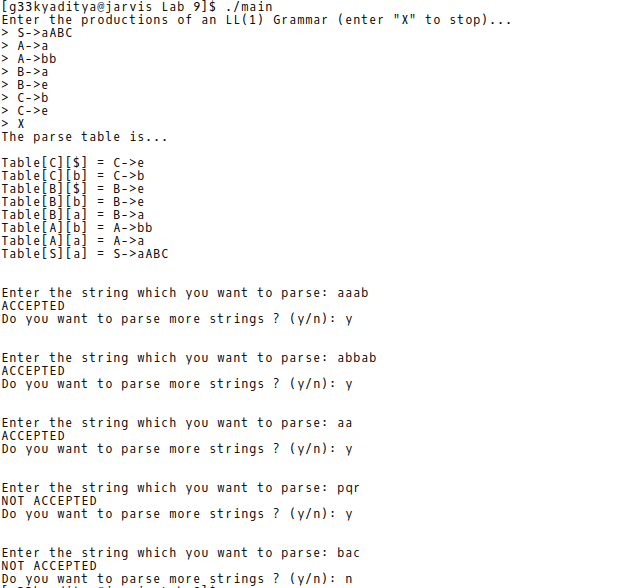 [g33kyaditya@jarvis Lab 9]$ ./main
Enter the productions of an LL(1) Grammar (enter "X" to stop)...
> S->aABC
> A->a
> A->bb
> B->a
> B->e
> C->b
> C->e
> X
The parse table is...
Table[C][$] = C->e
Table[C][b] = C->b
Table[B][$] = B->e
Table[B][b] = B->e
Table[B][a] = B->a
Table[A][b] = A->bb
Table[A][a] = A->a
Table[S][a] = S->aABC
Enter the string which you want to parse: aaab
ACCEPTED
Do you want to parse more strings ? (y/n): y
Enter the string which you want to parse: abbab
ACCEPTED
Do you want to parse more strings ? (y/n): y
Enter the string which you want to parse: aa
ACCEPTED
Do you want to parse more strings ? (y/n): y
Enter the string which you want to parse: pqr
NOT ACCEPTED
Do you want to parse more strings ? (y/n): y
Enter the string which you want to parse: bac
NOT ACCEPTED
Do you want to parse more strings ? (y/n): n